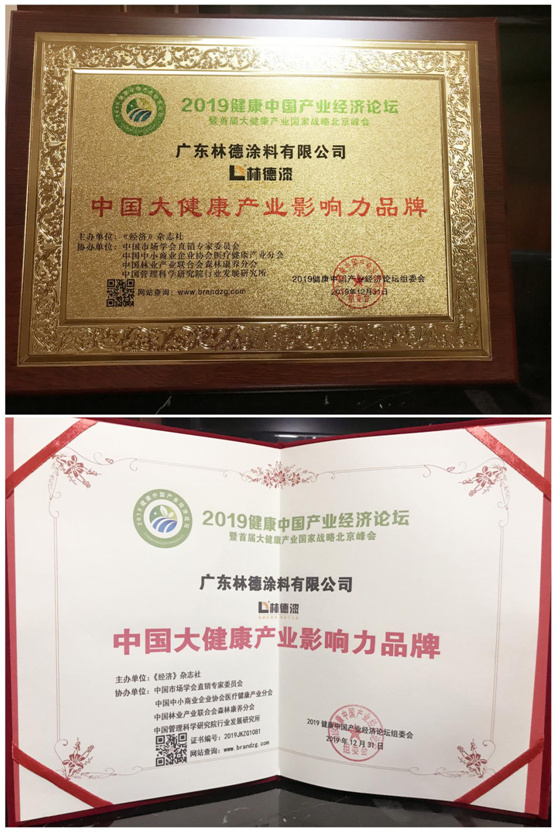 2019健康中国产业经济论坛
暨首届大健康产业国家战略北京峰会
广东林德涂料有限公司
林德漆
中国大健康产业影响力品牌
主办单位:《经济》杂志社
协办单位:中国市场学会直销专家委员会
中国中小商业企业协会医疗健康产业分会
中国林业产业联合会森林康养分会
中国管理科学研究院行业发展研究所
网站查询:www.brandzg.com
2019健康中国产业经济论坛组委会
2019年12月31日
2019健康中国产业经济论坛
暨首届大健康产业国家战略北京峰会
广东林德涂料有限公司
林德漆
中国大健康产业影响力品牌
主办单位:《经济》杂志社
协办单位:中国市场学会直销专家委员会
中国中小商业企业协会医疗健康产业分会
中国林业产业联合会森林康养分会
中国管理科学研究院行业发展研究所
证书编号:2019JKZG1081
网站查询:www.brandzg.com
2019 健康中国产业经济论坛组委会
2019 年 12 月 31 日